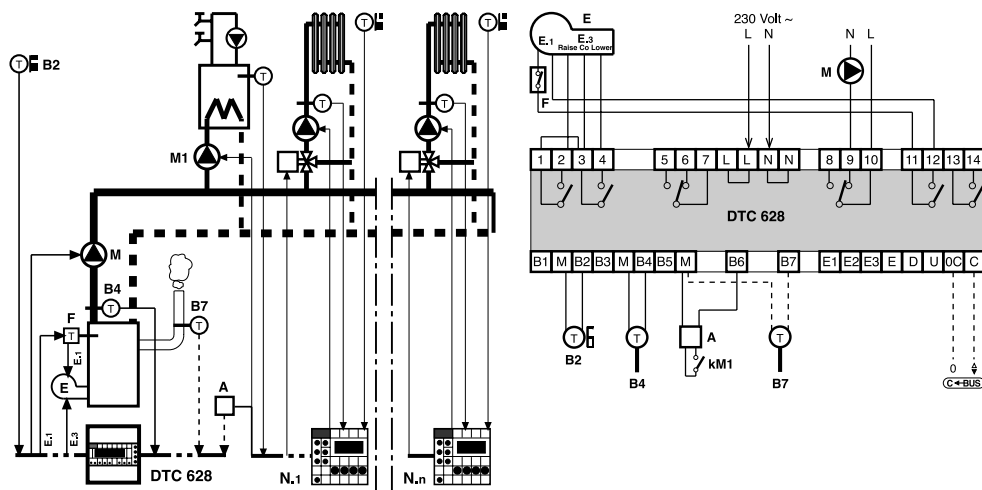 B2
T
T
T
T
T
T
M1
M
B4
T
B7
T
F
T
E.1
E
A
E.1
E.3
DTC 628
N.1
N.n
E
E.1
E.3
Raise Co Lower
F
230 Volt ~
L N
N L
M
1 2 3 4
5 6 7 L L N N
8 9 10
11 12 13 14
DTC 628
B1 M B2 B3 M B4 B5 M B6 B7 E1 E2 E3 E D U 0C C
T
B2
T
B4
A
kM1
T
B7
0
C BUS